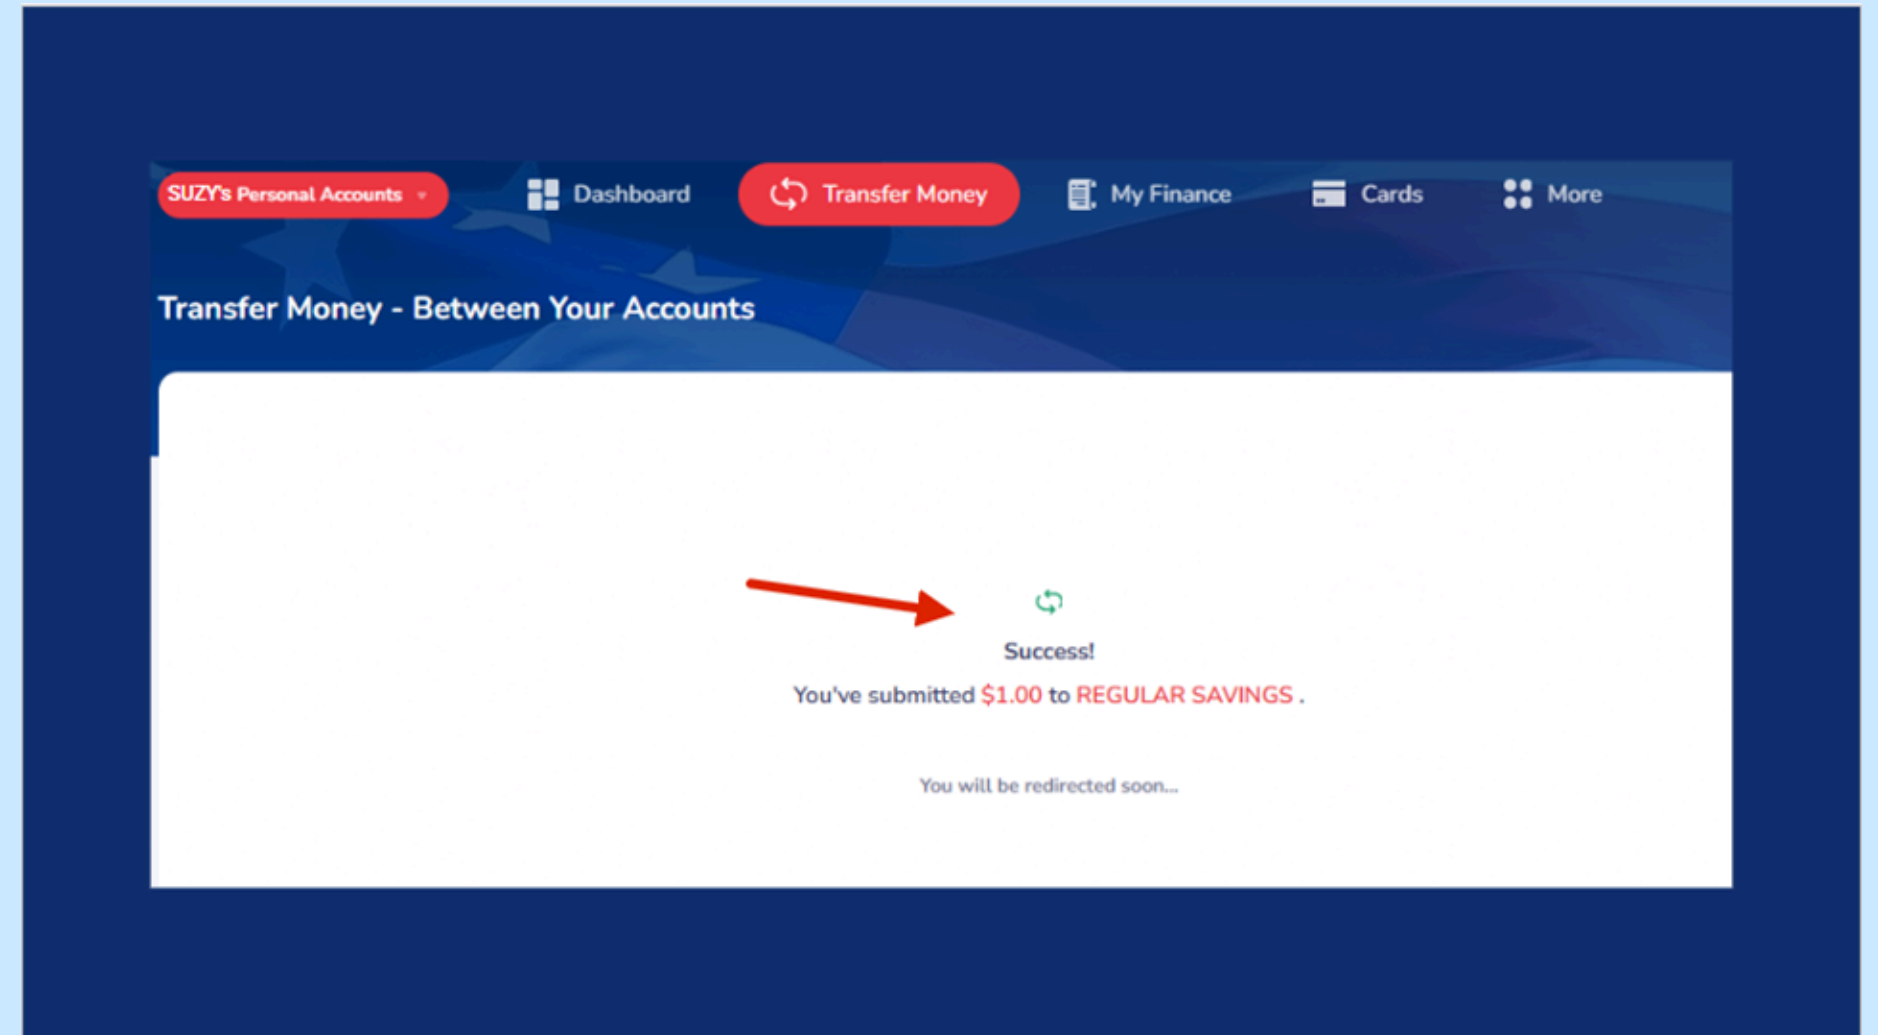 SUZY's Personal Accounts
Dashboard
Transfer Money
My Finance
Cards
More
Transfer Money - Between Your Accounts
Success!
You've submitted $1.00 to REGULAR SAVINGS .
You will be redirected soon...